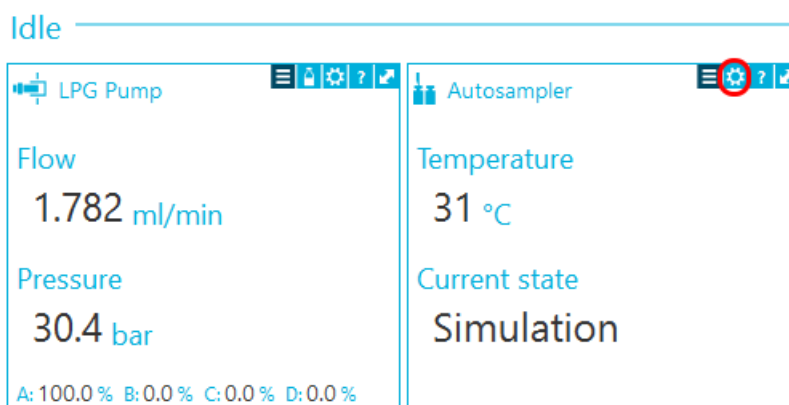 Idle
LPG Pump
?
Autosampler
?
Flow
1.782 ml/min
Temperature
31 °C
Pressure
30.4 bar
Current state
Simulation
A: 100.0 % B: 0.0 % C: 0.0 % D: 0.0 %